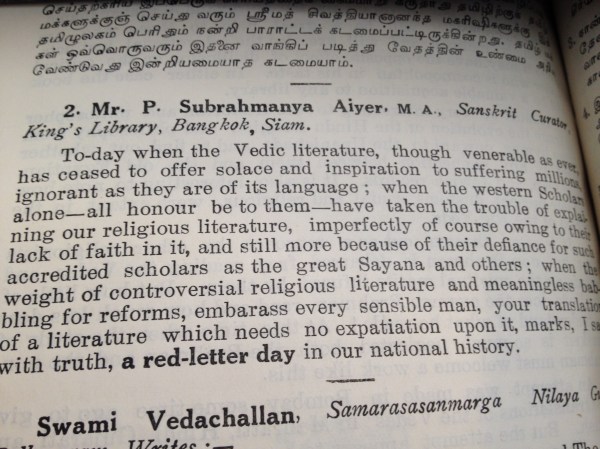 செய்தற்கரிய
மக்களுக்குஞ் செய்து வரும் ஸ்ரீமத் சிவத்தியானானந்த மகரிஷிகளுக்கு
தமிழுலகம் பெரிதும் நன்றி பாராட்டக் கடமைப்பட்டிருக்கின்றது. தமிழ்
கள் ஒவ்வொருவரும் இதனை வாங்கிப் படித்து வேதத்தின் உண்மை
வேண்டுவது இன்றியமையாத கடமையாம்.
2. Mr. P. Subrahmanya Aiyer, M. A., Sanskrit Curator,
King's Library, Bangkok, Siam.
To-day when the Vedic literature, though venerable as ever,
has ceased to offer solace and inspiration to suffering millions,
ignorant as they are of its language ; when the western Scholars
alone—all honour be to them—have taken the trouble of explai-
ning our religious literature, imperfectly of course owing to their
lack of faith in it, and still more because of their defiance for such
accredited scholars as the great Sayana and others ; when the
weight of controversial religious literature and meaningless bab-
bling for reforms, embarass every sensible man, your translation
of a literature which needs no expatiation upon it, marks, I
with truth, a red-letter day in our national history.
Swami Vedachallan, Samarasasanmarga Nilaya
Writes :—